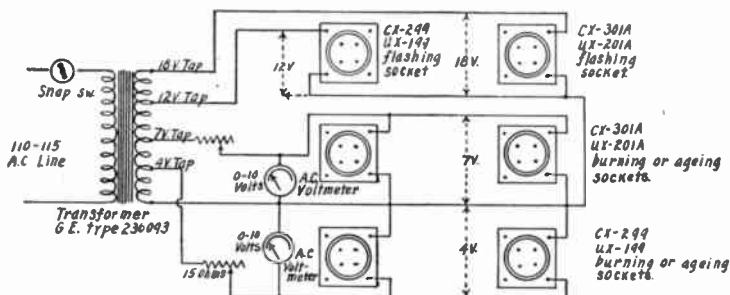 18V Tap
12V Tap
7V Tap
4V Tap
Snap Sw.
110-115
A.C Line
Transformer
G.E. type 236093
12V.
CX-299
UX-199
flashing
socket
18V.
CX-301A
UX-201A
flashing
socket
0-10
Volts
A.C.
Voltmeter
7V.
CX-301A
UX-201A
burning or ageing
sockets.
0-10
Volts
A.C
Volt-
meter
15 Ohms
4V.
CX-299
UX-199
burning or ageing
sockets.